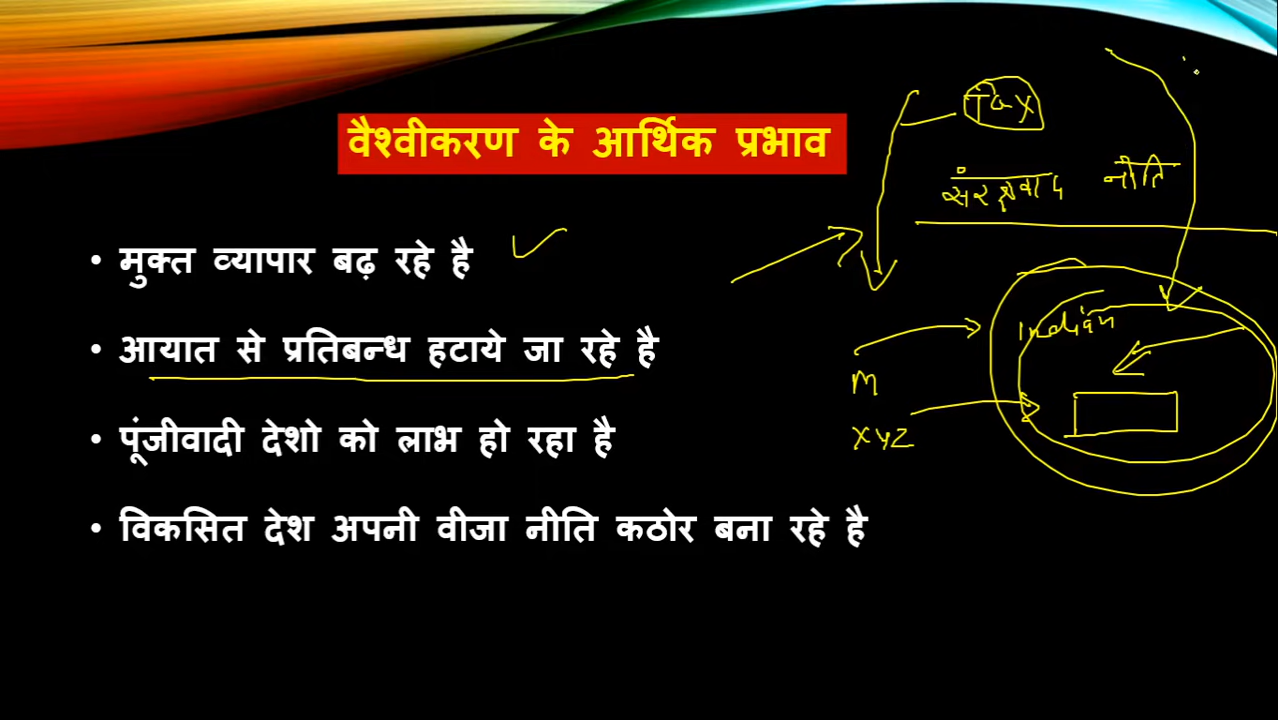 वैश्वीकरण के आर्थिक प्रभाव
• मुक्त व्यापार बढ़ रहे है
• आयात से प्रतिबन्ध हटाये जा रहे है
• पूंजीवादी देशो को लाभ हो रहा है
• विकसित देश अपनी वीजा नीति कठोर बना रहे है
Tax
संरक्षवाद नीति
Indian
m
XYZ